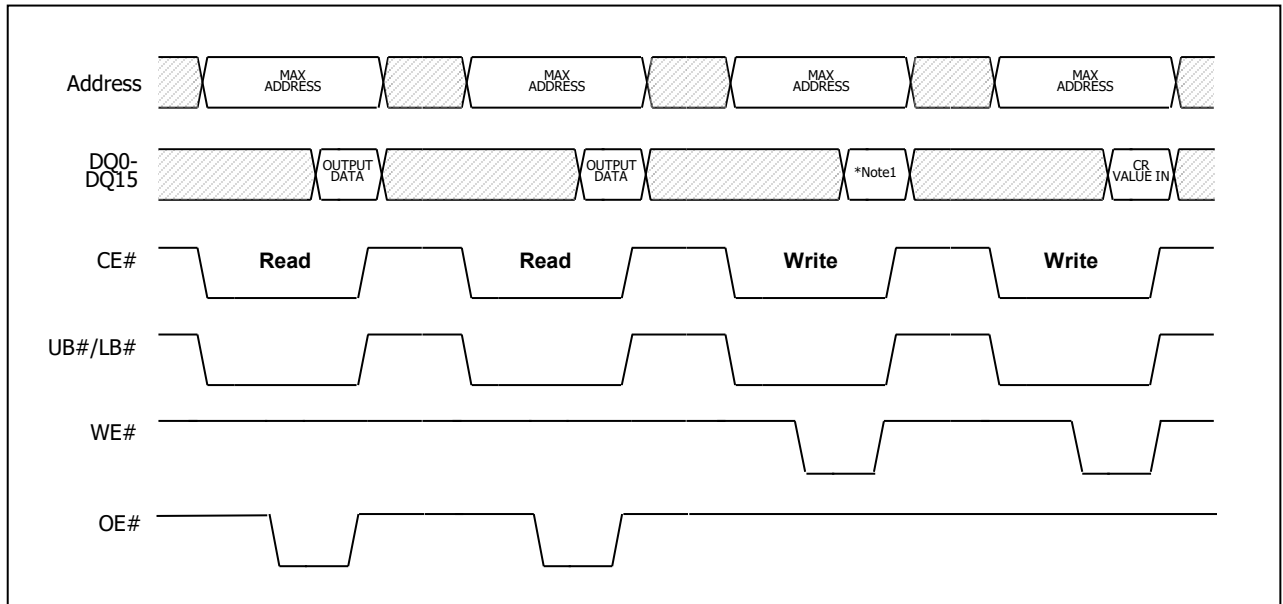 Address
MAX
ADDRESS
MAX
ADDRESS
MAX
ADDRESS
MAX
ADDRESS
DQ0-
DQ15
OUTPUT
DATA
OUTPUT
DATA
*Note1
CR
VALUE IN
CE#
Read
Read
Write
Write
UB#/LB#
WE#
OE#